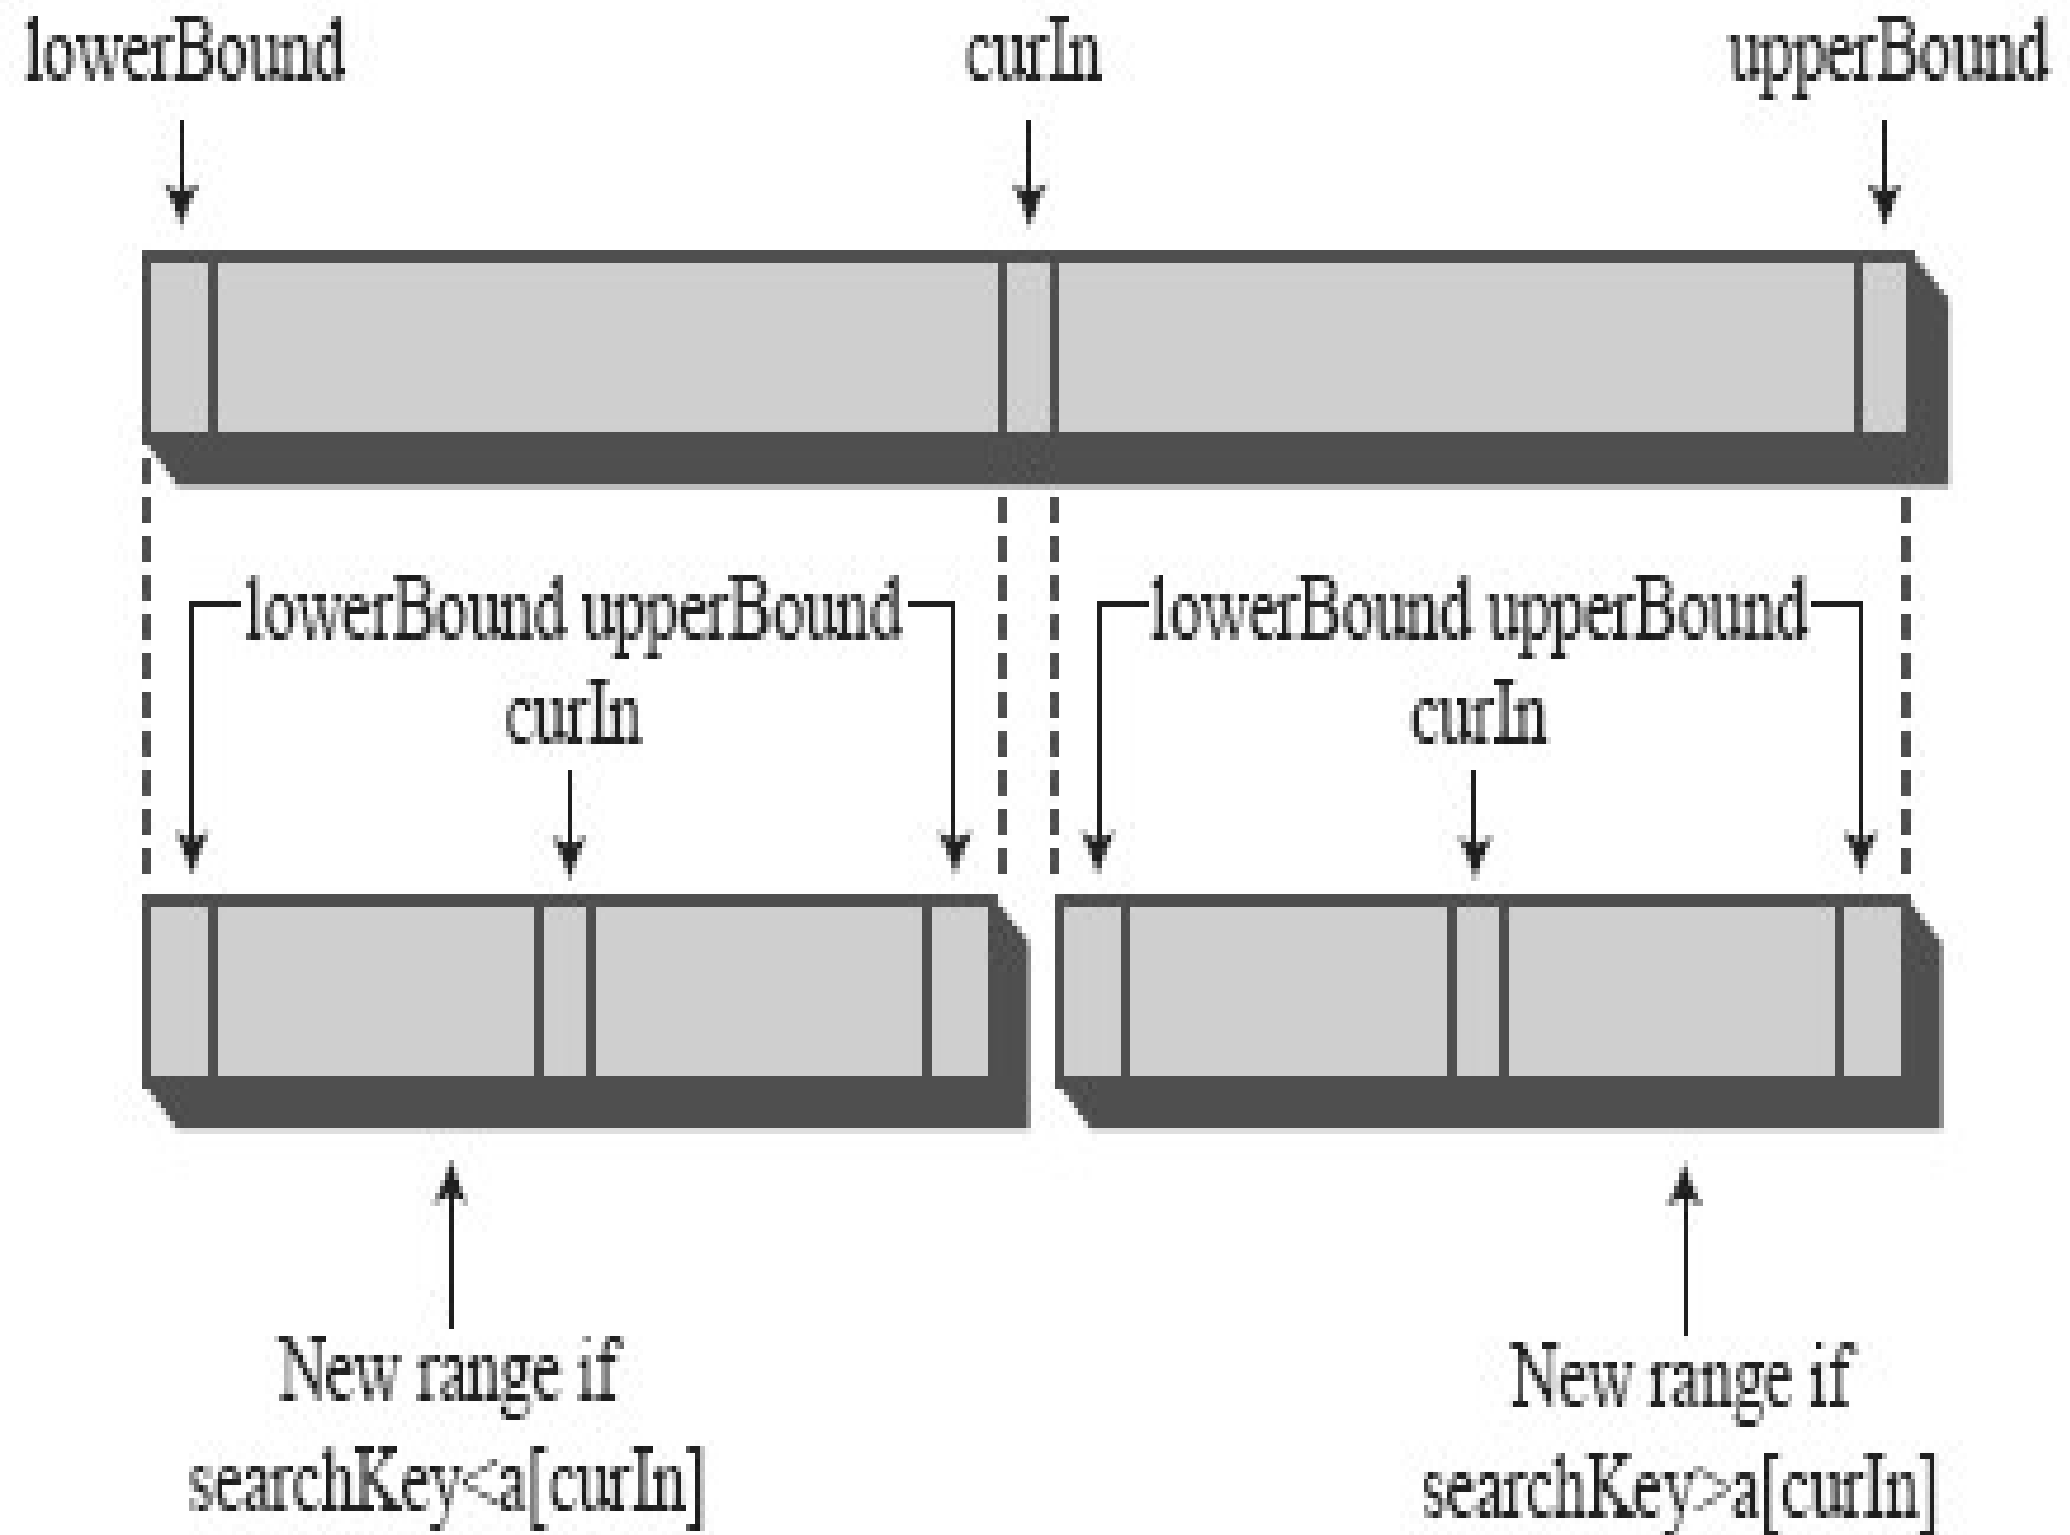 lowerBound curIn upperBound
lowerBound upperBound lowerBound upperBound
curIn curIn
New range if
searchKey<a[curIn]
New range if
searchKey>a[curIn]